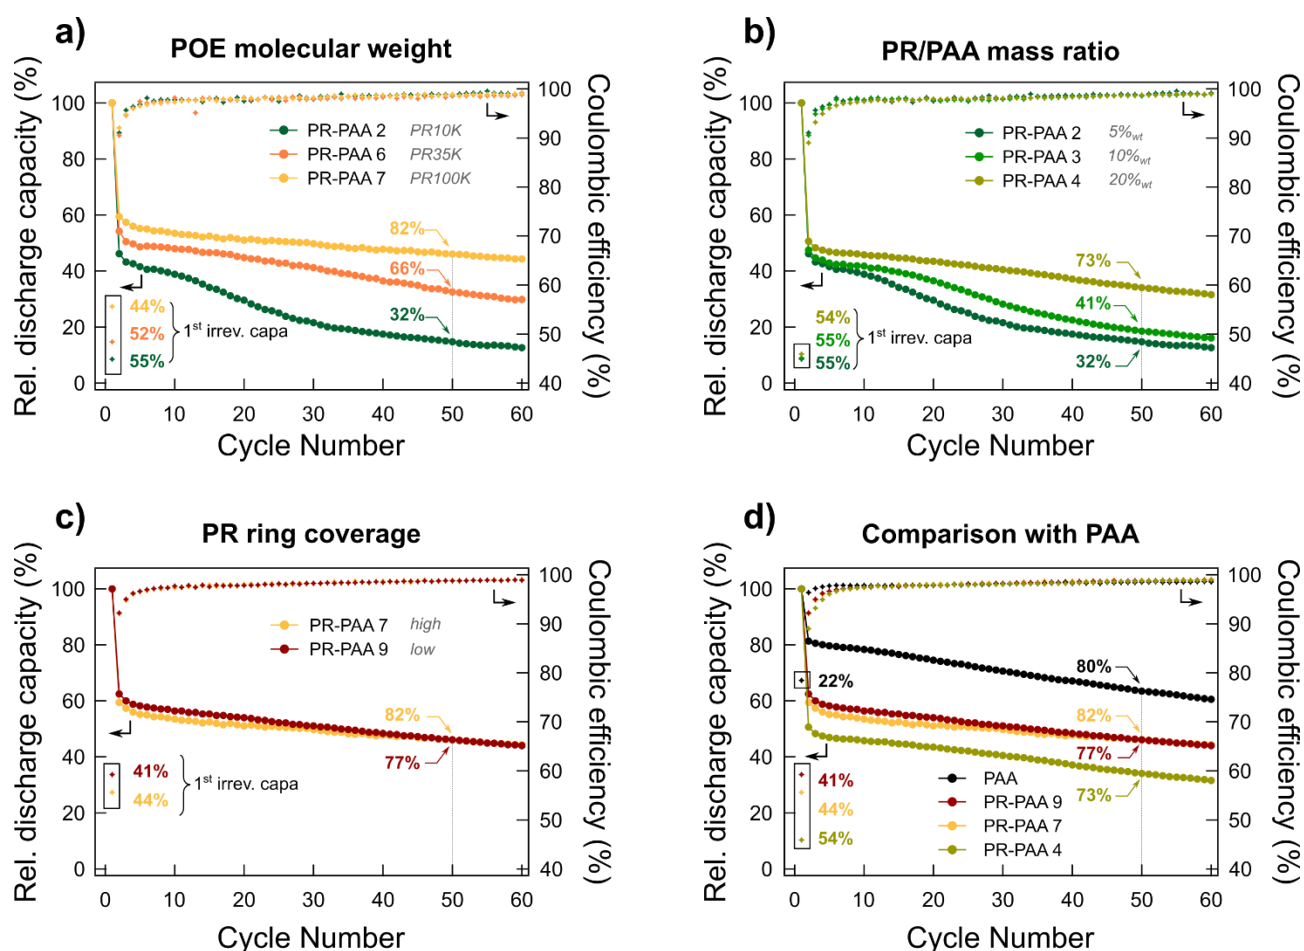 a)
POE molecular weight
Rel. discharge capacity (%)
100
80
60
40
20
0
PR-PAA 2 PR10K
PR-PAA 6 PR35K
PR-PAA 7 PR100K
82%
66%
32%
44%
52%
55%
1st irrev. capa
100
90
80
70
60
50
40
Coulombic efficiency (%)
0 10 20 30 40 50 60
Cycle Number
b)
PR/PAA mass ratio
Rel. discharge capacity (%)
100
80
60
40
20
0
PR-PAA 2 5%wt
PR-PAA 3 10%wt
PR-PAA 4 20%wt
73%
41%
32%
54%
55%
55%
1st irrev. capa
100
90
80
70
60
50
40
Coulombic efficiency (%)
0 10 20 30 40 50 60
Cycle Number
c)
PR ring coverage
Rel. discharge capacity (%)
100
80
60
40
20
0
PR-PAA 7 high
PR-PAA 9 low
82%
77%
41%
44%
1st irrev. capa
100
90
80
70
60
50
40
Coulombic efficiency (%)
0 10 20 30 40 50 60
Cycle Number
d)
Comparison with PAA
Rel. discharge capacity (%)
100
80
60
40
20
0
22%
80%
82%
77%
73%
41%
44%
54%
PAA
PR-PAA 9
PR-PAA 7
PR-PAA 4
100
90
80
70
60
50
40
Coulombic efficiency (%)
0 10 20 30 40 50 60
Cycle Number